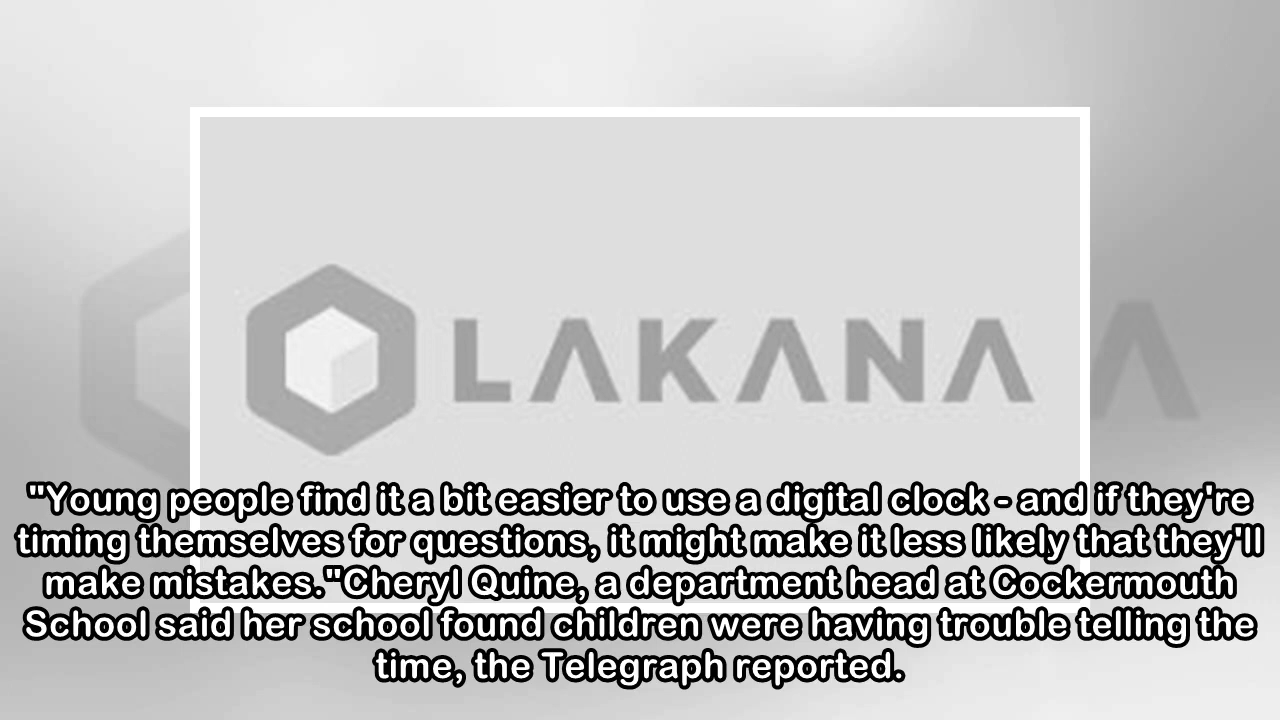 LAKANA
"Young people find it a bit easier to use a digital clock - and if they're
timing themselves for questions, it might make it less likely that they'll
make mistakes."Cheryl Quine, a department head at Cockermouth
School said her school found children were having trouble telling the
time, the Telegraph reported.